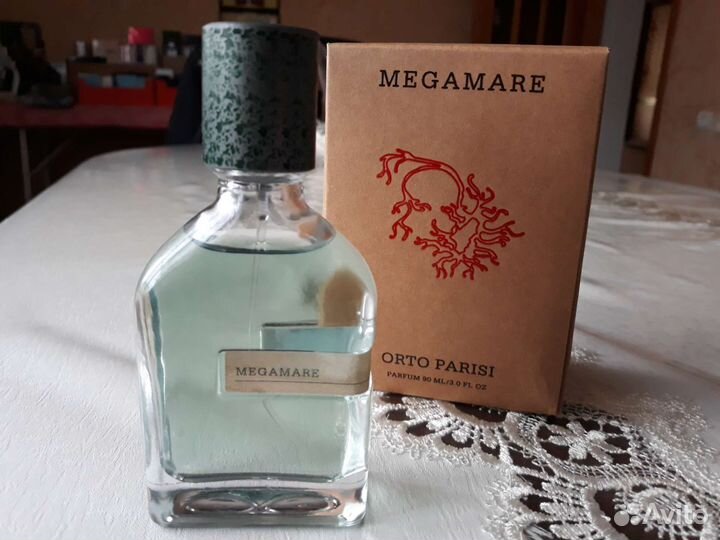 MEGAMARE
ORTO PARISI
PARFUM 90 ML/3.0 FL OZ
MEGAMARE
Avito